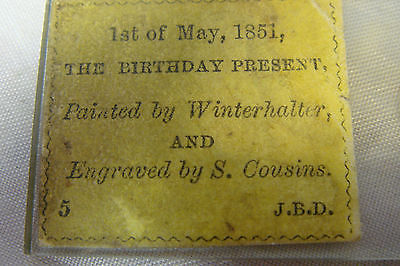 1st of May, 1851,
THE BIRTHDAY PRESENT.
Painted by Winterhalter,
AND
Engraved by S. Cousins.
5 J.B.D.